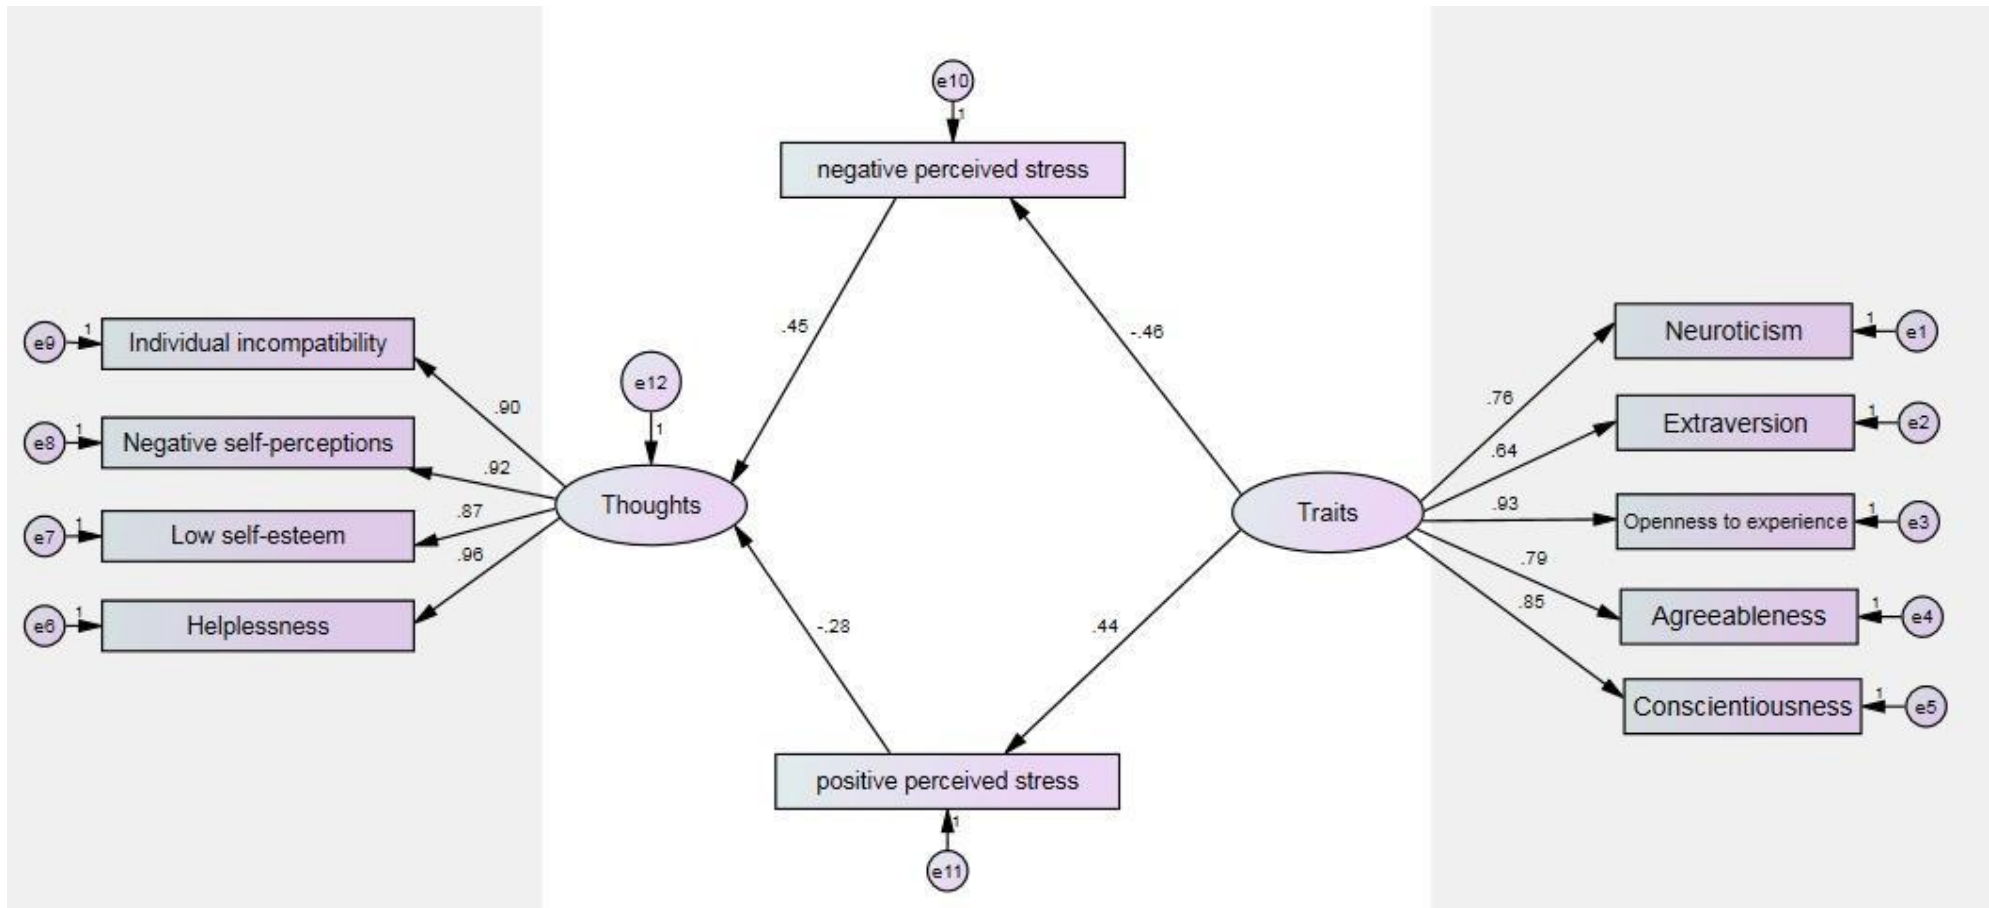 e10
1
negative perceived stress
.45
-.46
e9
1
Individual incompatibility
.90
e8
1
Negative self-perceptions
.92
e7
1
Low self-esteem
.87
e6
1
Helplessness
.96
e12
1
Thoughts
Traits
-.28
.44
positive perceived stress
1
e11
.76
Neuroticism
1
e1
.64
Extraversion
1
e2
.93
Openness to experience
1
e3
.79
Agreeableness
1
e4
.85
Conscientiousness
1
e5